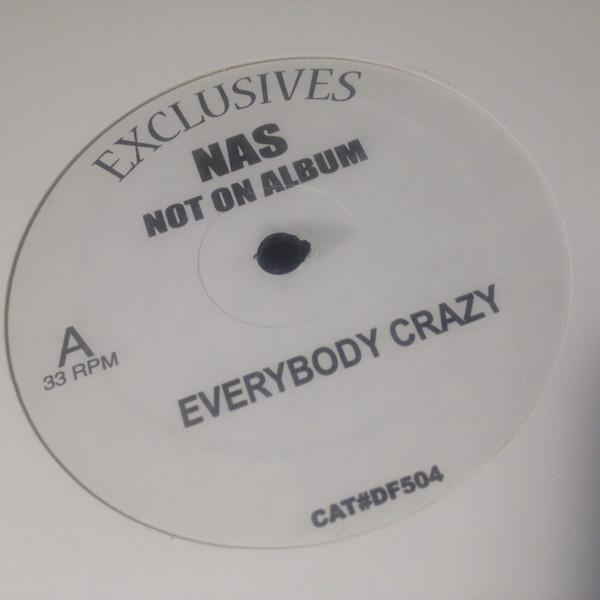 EXCLUSIVES
NAS
NOT ON ALBUM
A
33 RPM
EVERYBODY CRAZY
CAT#DF504